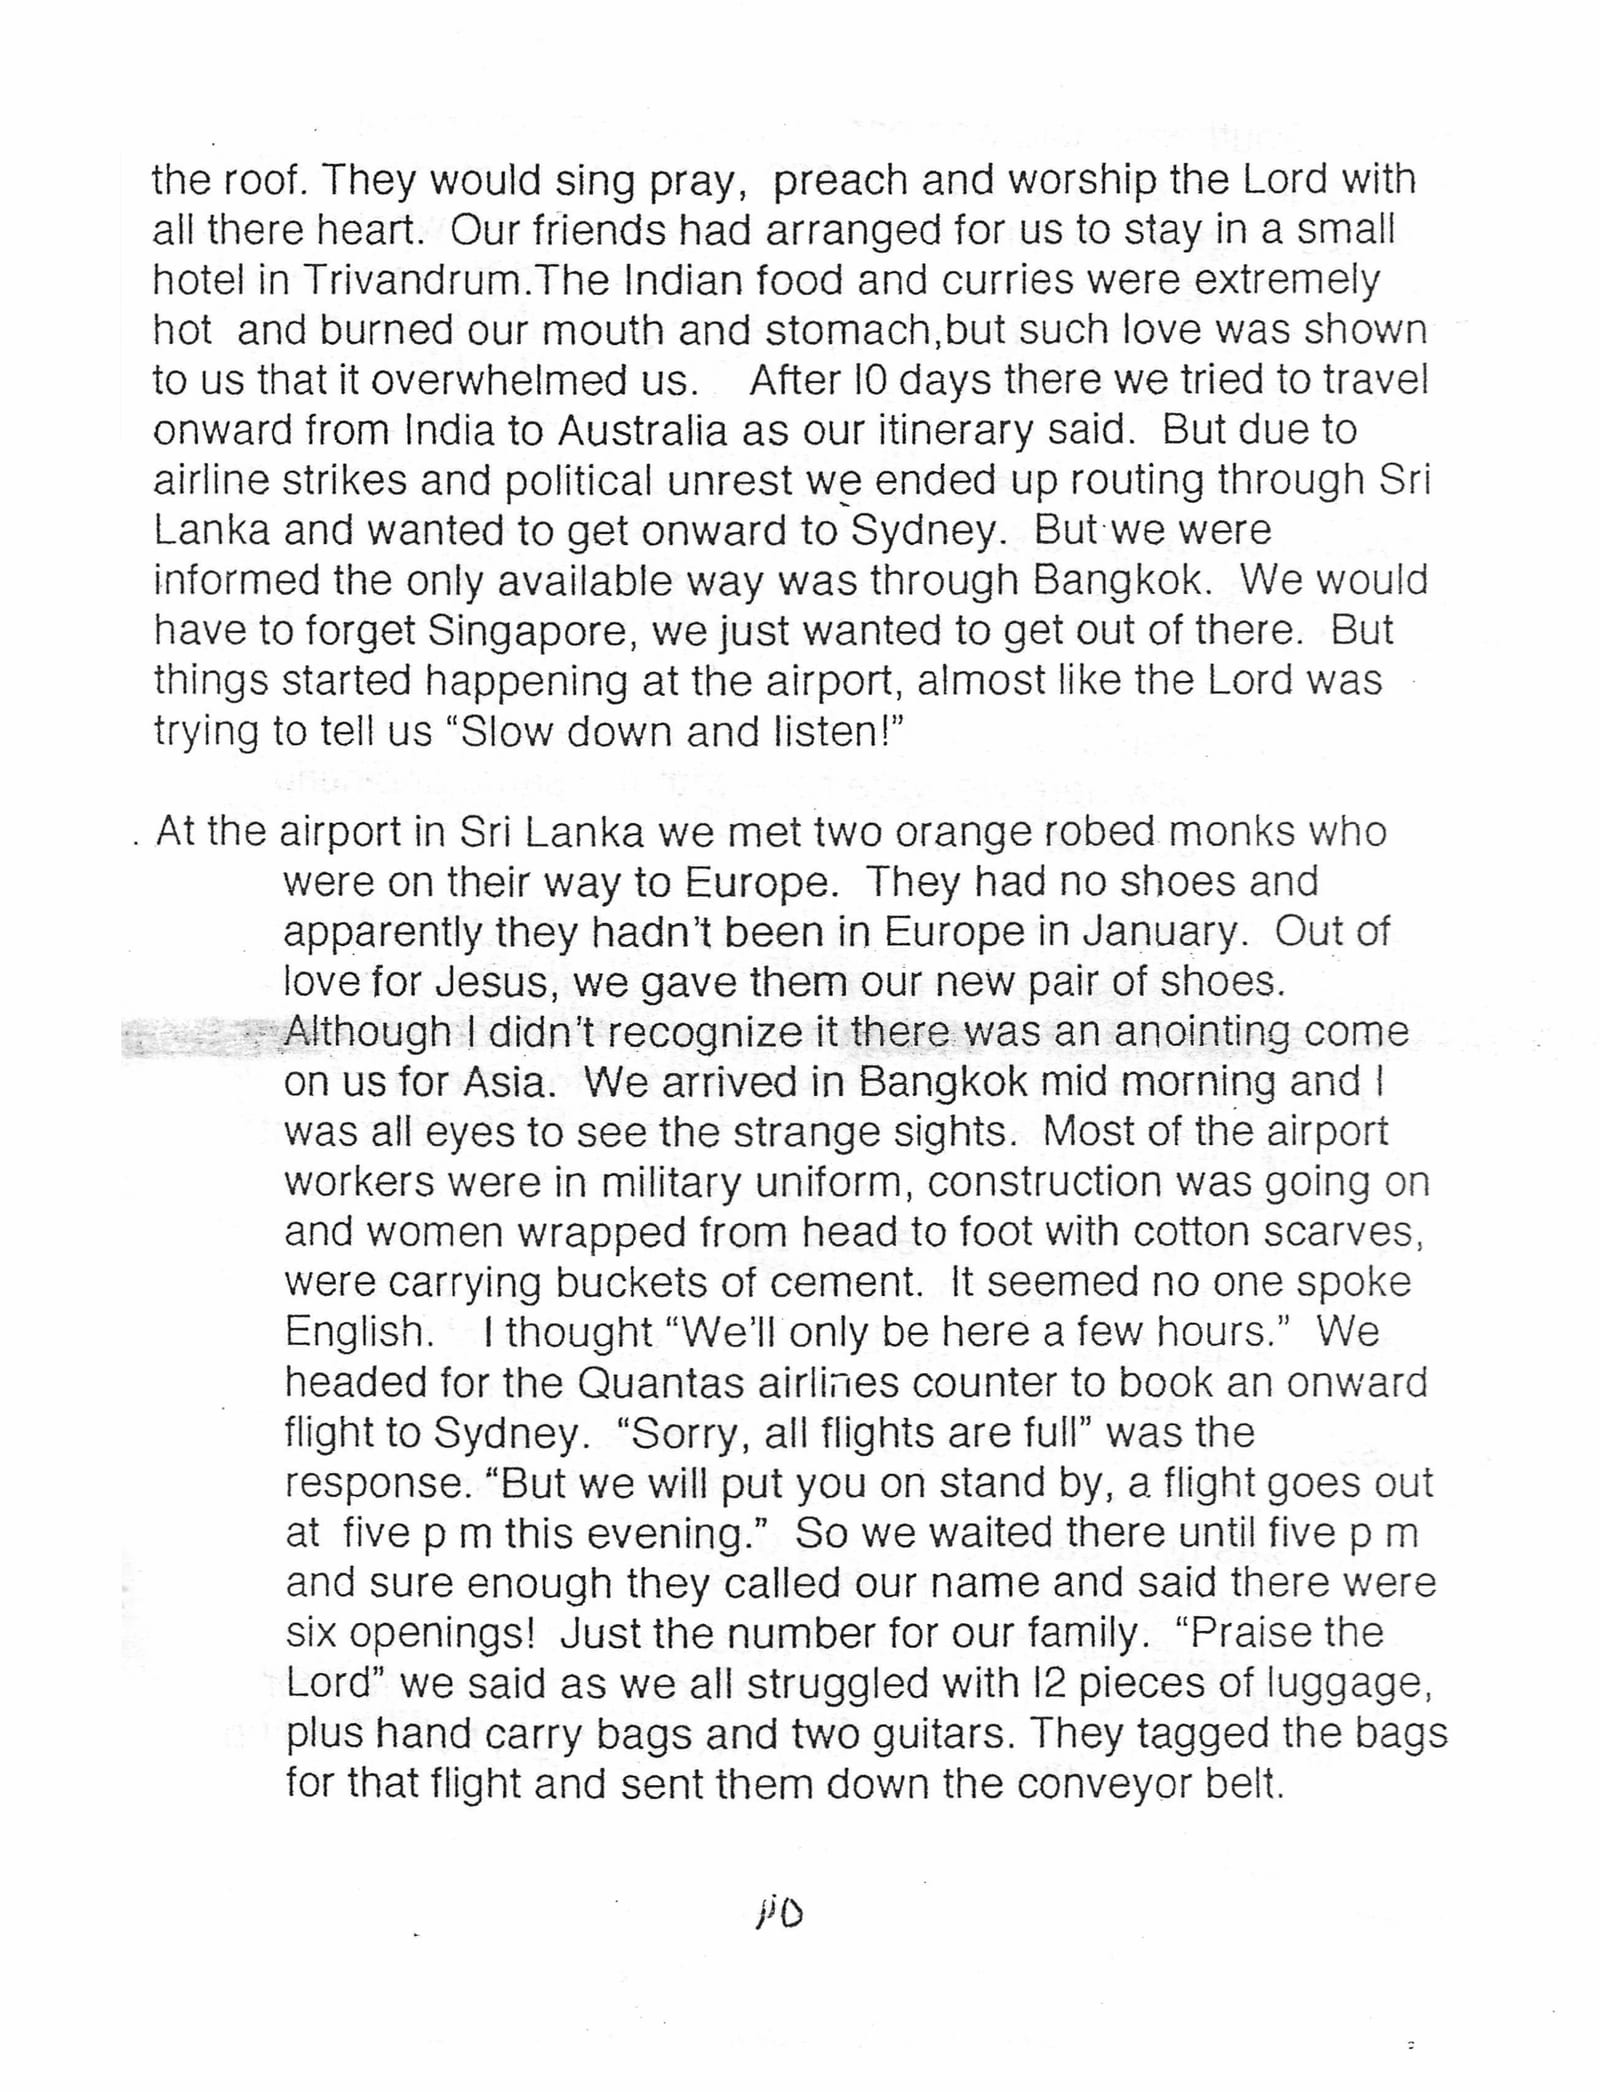 the roof. They would sing pray,  preach and worship the Lord with
all there heart.  Our friends had arranged for us to stay in a small
hotel in Trivandrum.The Indian food and curries were extremely
hot  and burned our mouth and stomach,but such love was shown
to us that it overwhelmed us.    After l0 days there we tried to travel
onward from India to Australia as our itinerary said.  But due to
airline strikes and political unrest we ended up routing through Sri
Lanka and wanted to get onward to Sydney.  But we were
informed the only available way was through Bangkok.  We would
have to forget Singapore, we just wanted to get out of there.  But
things started happening at the airport, almost like the Lord was
trying to tell us “Slow down and listen!”
. At the airport in Sri Lanka we met two orange robed monks who
were on their way to Europe.  They had no shoes and
apparently they hadn’t been in Europe in January.  Out of
love for Jesus, we gave them our new pair of shoes.
Although I didn’t recognize it there was an anointing come
on us for Asia.  We arrived in Bangkok mid morning and I
was all eyes to see the strange sights.  Most of the airport
workers were in military uniform, construction was going on
and women wrapped from head to foot with cotton scarves,
were carrying buckets of cement.  It seemed no one spoke
English.    I thought “We’ll only be here a few hours.”  We
headed for the Quantas airlines counter to book an onward
flight to Sydney.  “Sorry, all flights are full” was the
response. “But we will put you on stand by, a flight goes out
at  five p m this evening.”  So we waited there until five p m
and sure enough they called our name and said there were
six openings!  Just the number for our family.  “Praise the
Lord” we said as we all struggled with l2 pieces of luggage,
plus hand carry bags and two guitars. They tagged the bags
for that flight and sent them down the conveyor belt.